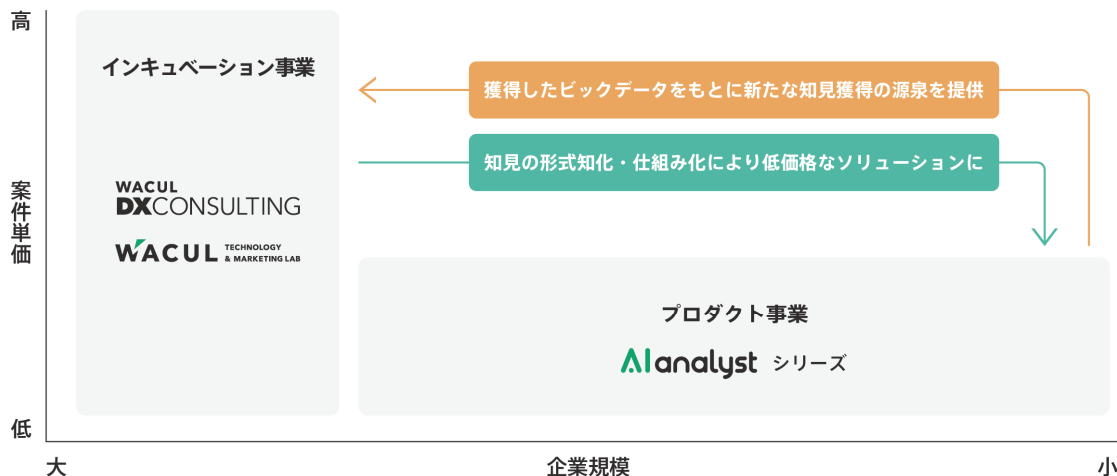 高
インキュベーション事業
獲得したビックデータをもとに新たな知見獲得の源泉を提供
知見の形式知化・仕組み化により低価格なソリューションに
案件単価
WACUL
DXCONSULTING
WACUL TECHNOLOGY
& MARKETING LAB
プロダクト事業
AI analyst シリーズ
低
大 企業規模 小